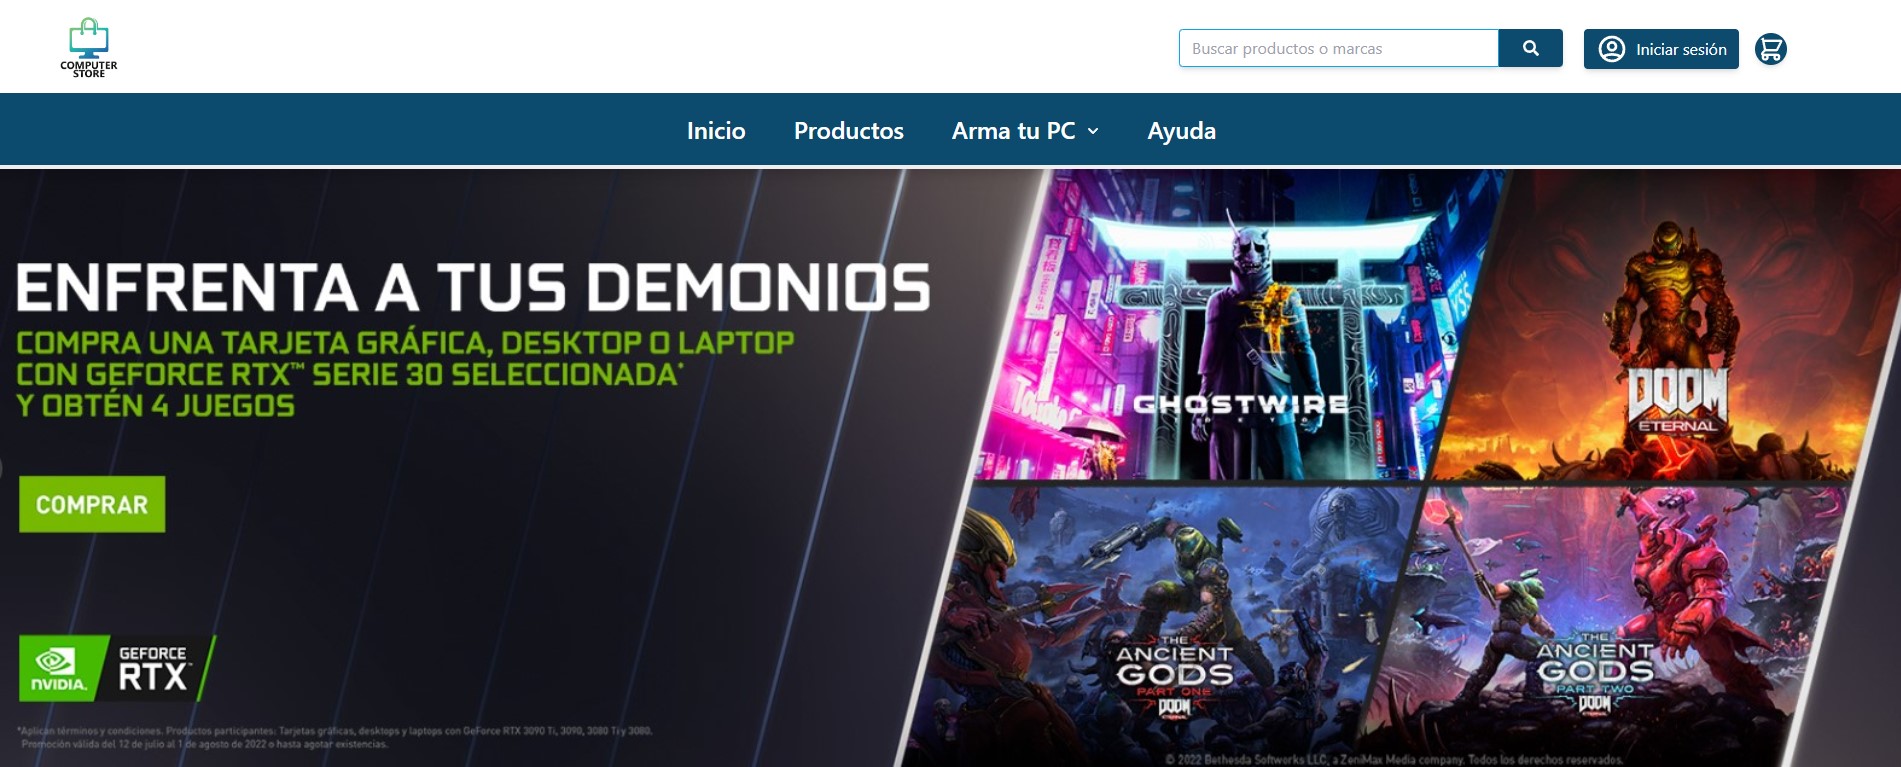 COMPUTER
STORE
Buscar productos o marcas
Iniciar sesión
Inicio
Productos
Arma tu PC
Ayuda
ENFRENTA A TUS DEMONIOS
COMPRA UNA TARJETA GRÁFICA, DESKTOP O LAPTOP
CON GEFORCE RTX™ SERIE 30 SELECCIONADA*
Y OBTÉN 4 JUEGOS
COMPRAR
NVIDIA.
GEFORCE
RTX™
*Aplican términos y condiciones. Productos participantes: Tarjetas gráficas, desktops y laptops con GeForce RTX 3090 Ti, 3090, 3080 Ti y 3080.
Promoción válida del 12 de julio al 1 de agosto de 2022 o hasta agotar existencias.
GHOSTWIRE
DOOM
ETERNAL
THE
ANCIENT
GODS
PART ONE
DOOM
ETERNAL
THE
ANCIENT
GODS
PART TWO
DOOM
ETERNAL
© 2022 Bethesda Softworks LLC, a ZeniMax Media company. Todos los derechos reservados.